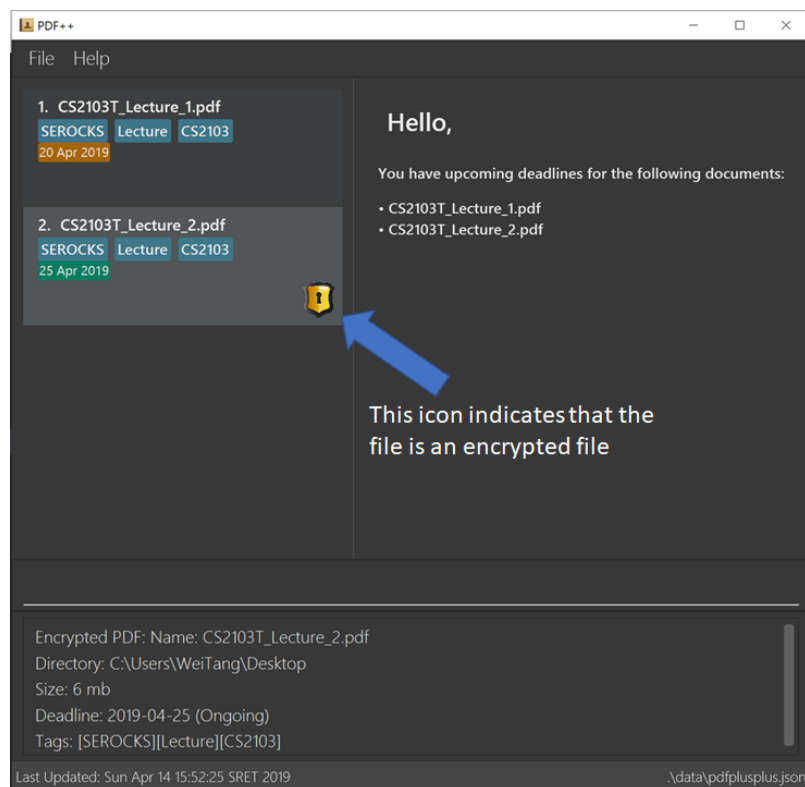 PDF++
File Help
1. CS2103T_Lecture_1.pdf
SEROCKS Lecture CS2103
20 Apr 2019
2. CS2103T_Lecture_2.pdf
SEROCKS Lecture CS2103
25 Apr 2019
Hello,
You have upcoming deadlines for the following documents:
• CS2103T_Lecture_1.pdf
• CS2103T_Lecture_2.pdf
This icon indicates that the
file is an encrypted file
Encrypted PDF: Name: CS2103T_Lecture_2.pdf
Directory: C:\Users\WeiTang\Desktop
Size: 6 mb
Deadline: 2019-04-25 (Ongoing)
Tags: [SEROCKS][Lecture][CS2103]
Last Updated: Sun Apr 14 15:52:25 SRET 2019
.\data\pdfplusplus.json